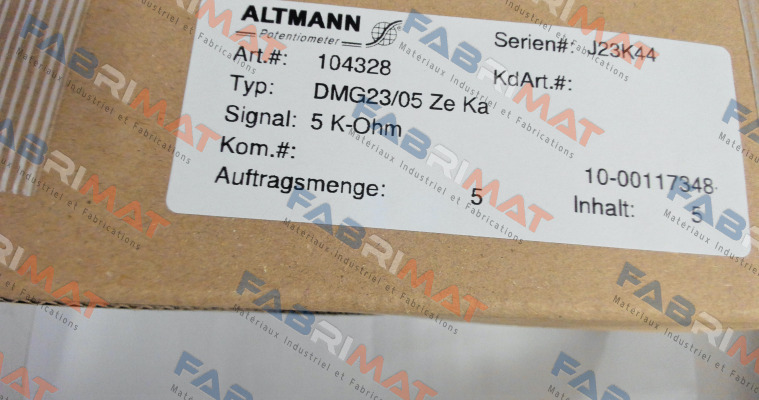 ALTMANN
Potentiometer
Serien#: J23K44
Art.#: 104328
KdArt.#:
Typ: DMG23/05 Ze Ka
Signal: 5 K-Ohm
Kom.#:
10-00117348
Auftragsmenge: 5
Inhalt: 5
FABRIMAT
Matériaux Industriel et Fabrications